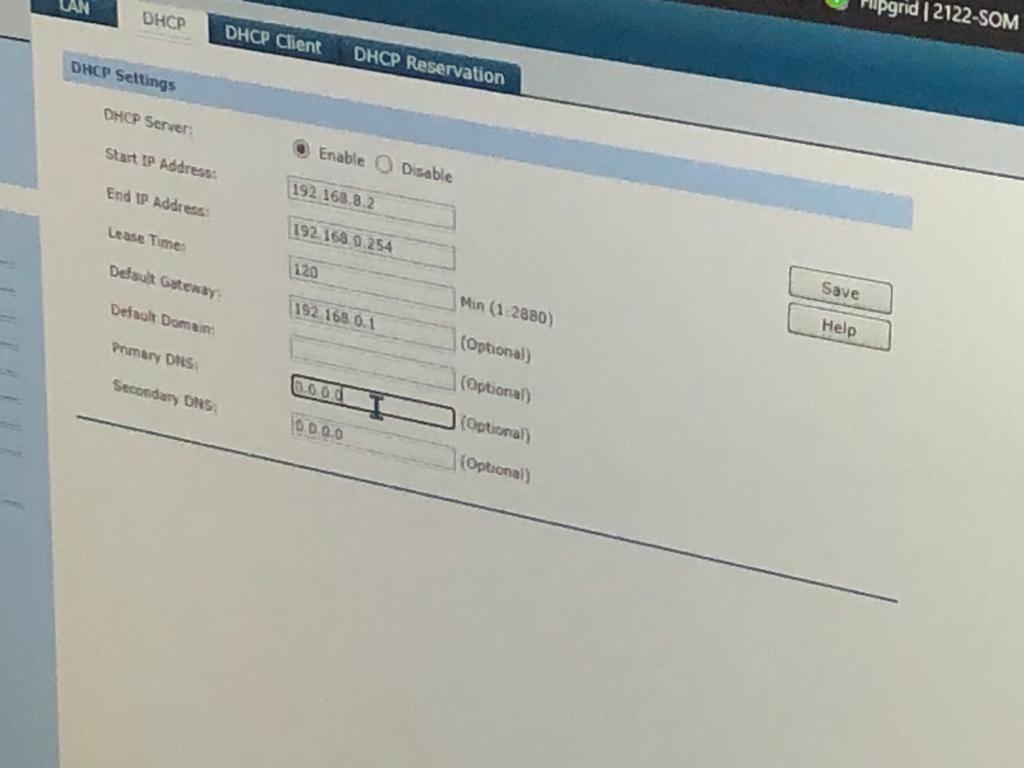 Flipgrid | 2122-SOM
LAN
DHCP
DHCP Client
DHCP Reservation
DHCP Settings
DHCP Server:
Enable
Disable
Start IP Address:
192.168.8.2
End IP Address:
192.168.0.254
Lease Time:
120
Min (1-2880)
Default Gateway:
192.168.0.1
(Optional)
Default Domain:
(Optional)
Primary DNS:
0.0.0.0
(Optional)
Secondary DNS:
0.0.0.0
(Optional)
Save
Help